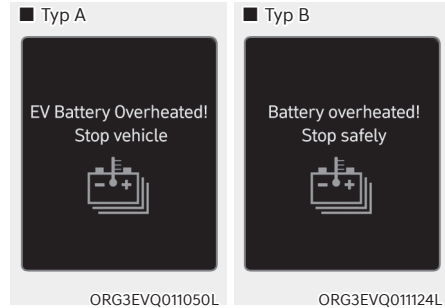 ■ Typ A
EV Battery Overheated!
Stop vehicle
ORG3EVQ011050L
■ Typ B
Battery overheated!
Stop safely
ORG3EVQ011124L